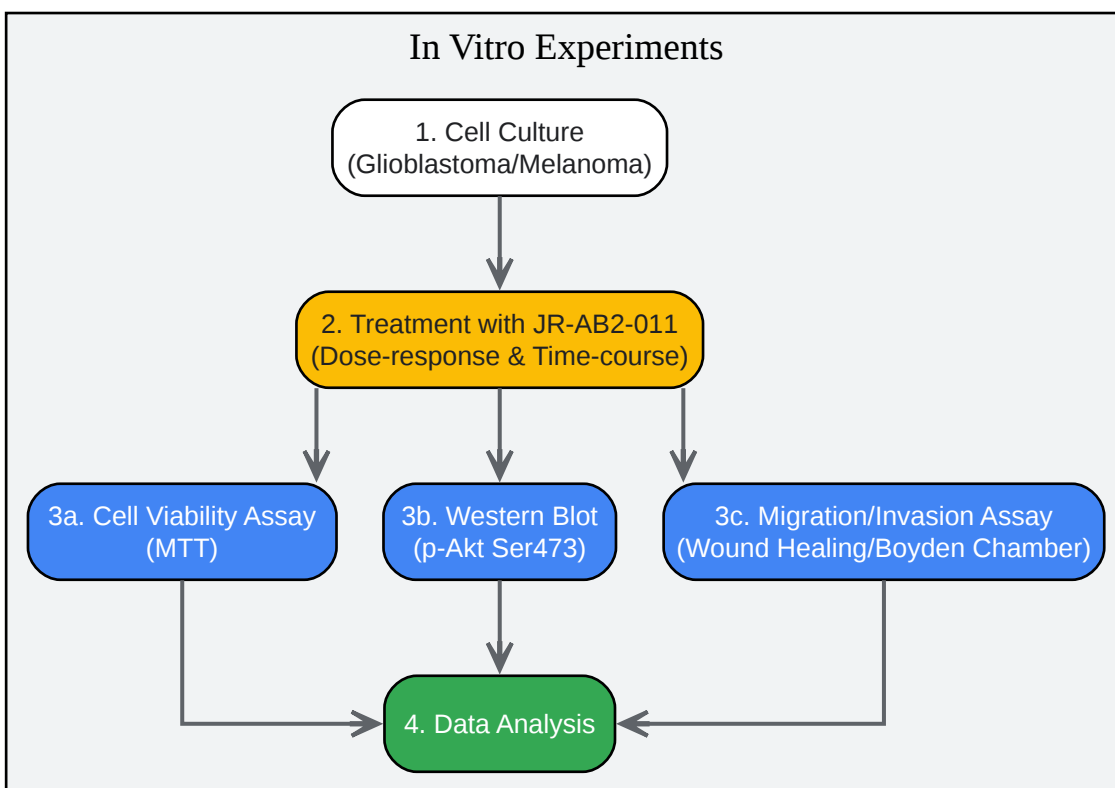 In Vitro Experiments
1. Cell Culture
(Glioblastoma/Melanoma)
2. Treatment with JR-AB2-011
(Dose-response & Time-course)
3a. Cell Viability Assay
(MTT)
3b. Western Blot
(p-Akt Ser473)
3c. Migration/Invasion Assay
(Wound Healing/Boyden Chamber)
4. Data Analysis